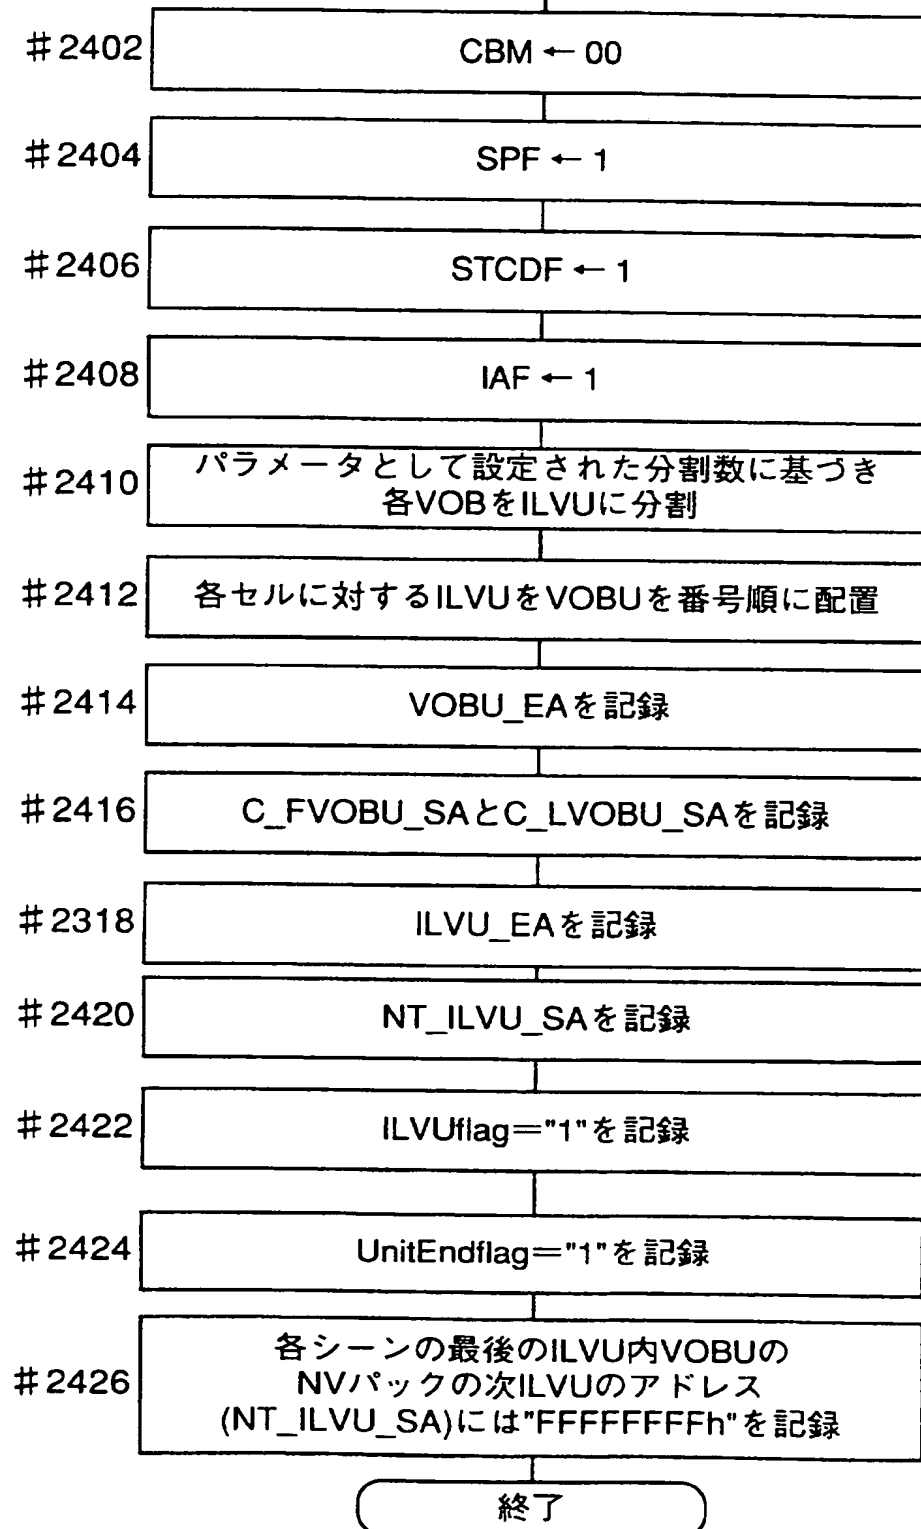 #2402 CBM ← 00
#2404 SPF ← 1
#2406 STCDF ← 1
#2408 IAF ← 1
#2410 パラメータとして設定された分割数に基づき
各VOBをILVUに分割
#2412 各セルに対するILVUをVOBUを番号順に配置
#2414 VOBU_EAを記録
#2416 C_FVOBU_SAとC_LVOBU_SAを記録
#2318 ILVU_EAを記録
#2420 NT_ILVU_SAを記録
#2422 ILVUflag="1"を記録
#2424 UnitEndflag="1"を記録
#2426 各シーンの最後のILVU内VOBUの
NVパックの次ILVUのアドレス
(NT_ILVU_SA)には"FFFFFFFFh"を記録
終了